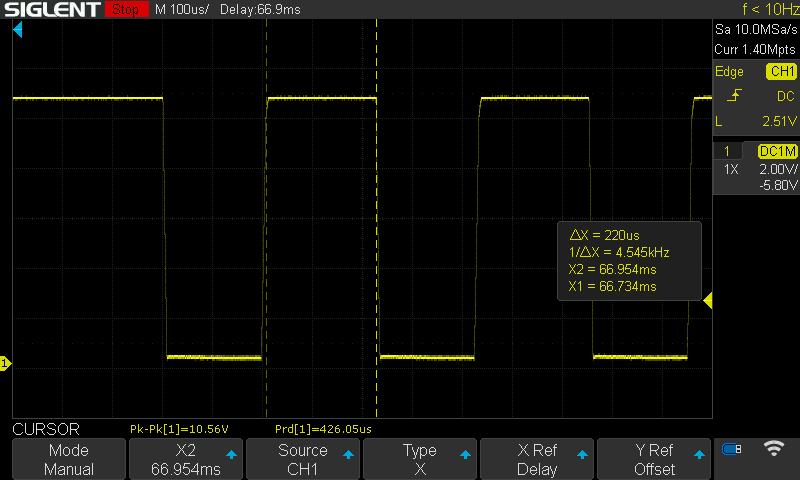 SIGLENT Stop M 100us/ Delay:66.9ms f < 10Hz
Sa 10.0MSa/s
Curr 1.40Mpts
Edge CH1
DC
L 2.51V
1 DC1M
1X 2.00V/
-5.80V
ΔX = 220us
1/ΔX = 4.545kHz
X2 = 66.954ms
X1 = 66.734ms
1
CURSOR Pk-Pk[1]=10.56V Prd[1]=426.05us
Mode X2 Source Type X Ref Y Ref
Manual 66.954ms CH1 X Delay Offset